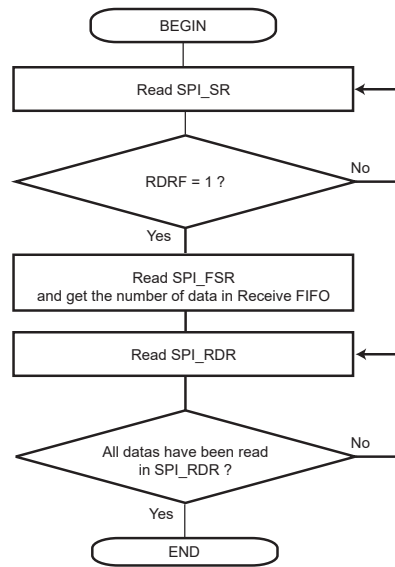 BEGIN
Read SPI_SR
RDRF = 1 ?
No
Yes
Read SPI_FSR
and get the number of data in Receive FIFO
Read SPI_RDR
All datas have been read
in SPI_RDR ?
No
Yes
END